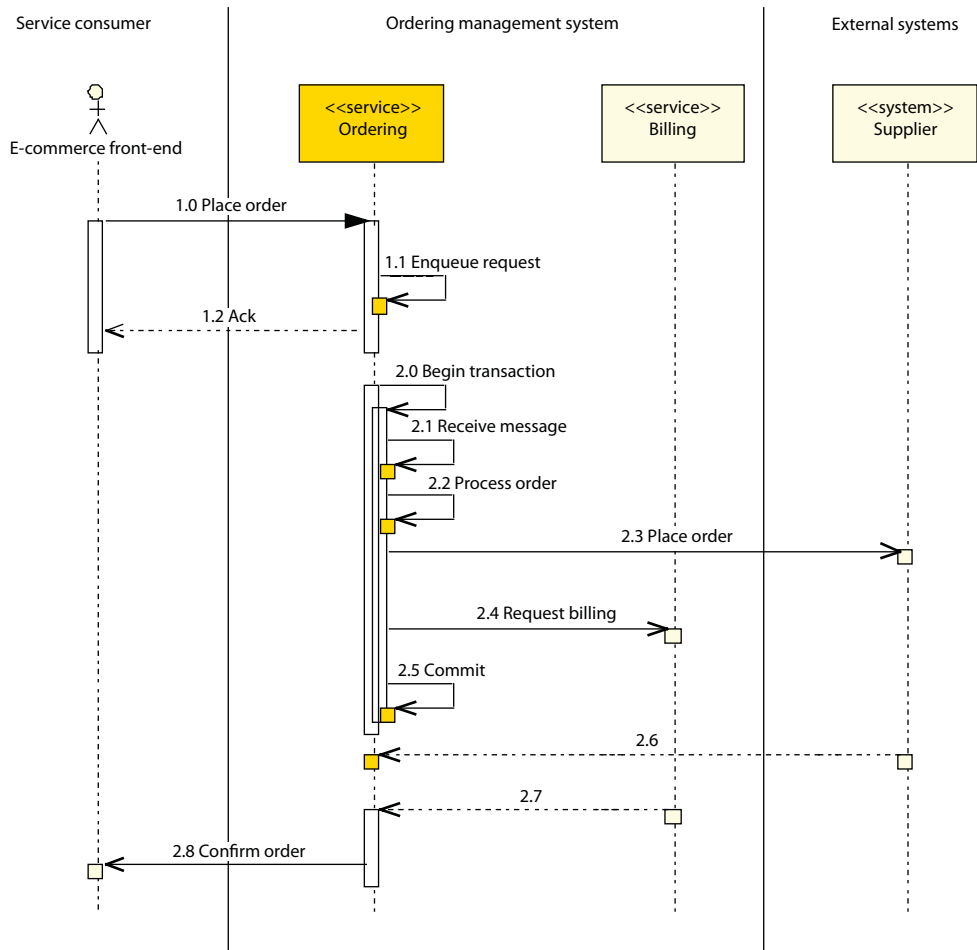 Service consumer
Ordering management system
External systems
E-commerce front-end
<<service>>
Ordering
<<service>>
Billing
<<system>>
Supplier
1.0 Place order
1.1 Enqueue request
1.2 Ack
2.0 Begin transaction
2.1 Receive message
2.2 Process order
2.3 Place order
2.4 Request billing
2.5 Commit
2.6
2.7
2.8 Confirm order